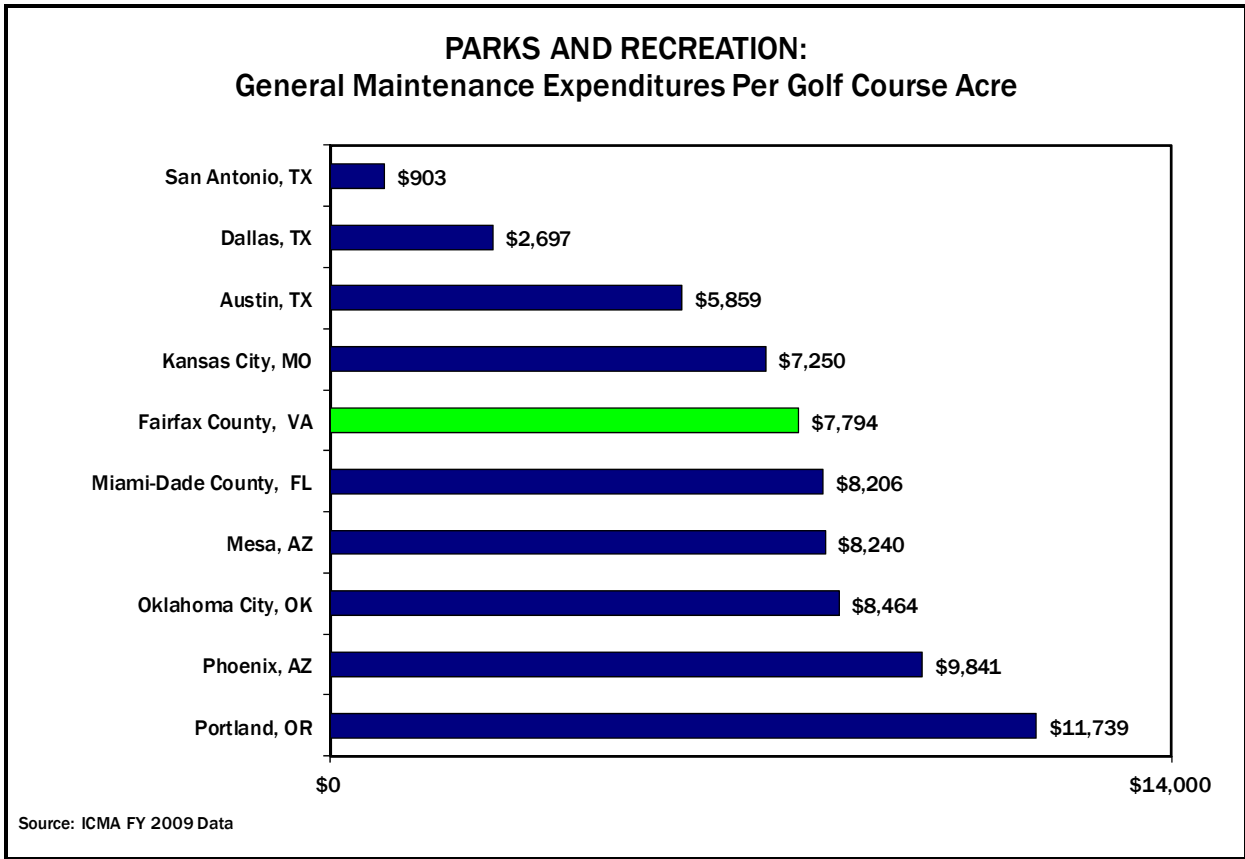 PARKS AND RECREATION:
General Maintenance Expenditures Per Golf Course Acre
San Antonio, TX $903
Dallas, TX $2,697
Austin, TX $5,859
Kansas City, MO $7,250
Fairfax County, VA $7,794
Miami-Dade County, FL $8,206
Mesa, AZ $8,240
Oklahoma City, OK $8,464
Phoenix, AZ $9,841
Portland, OR $11,739
$0 $14,000
Source: ICMA FY 2009 Data